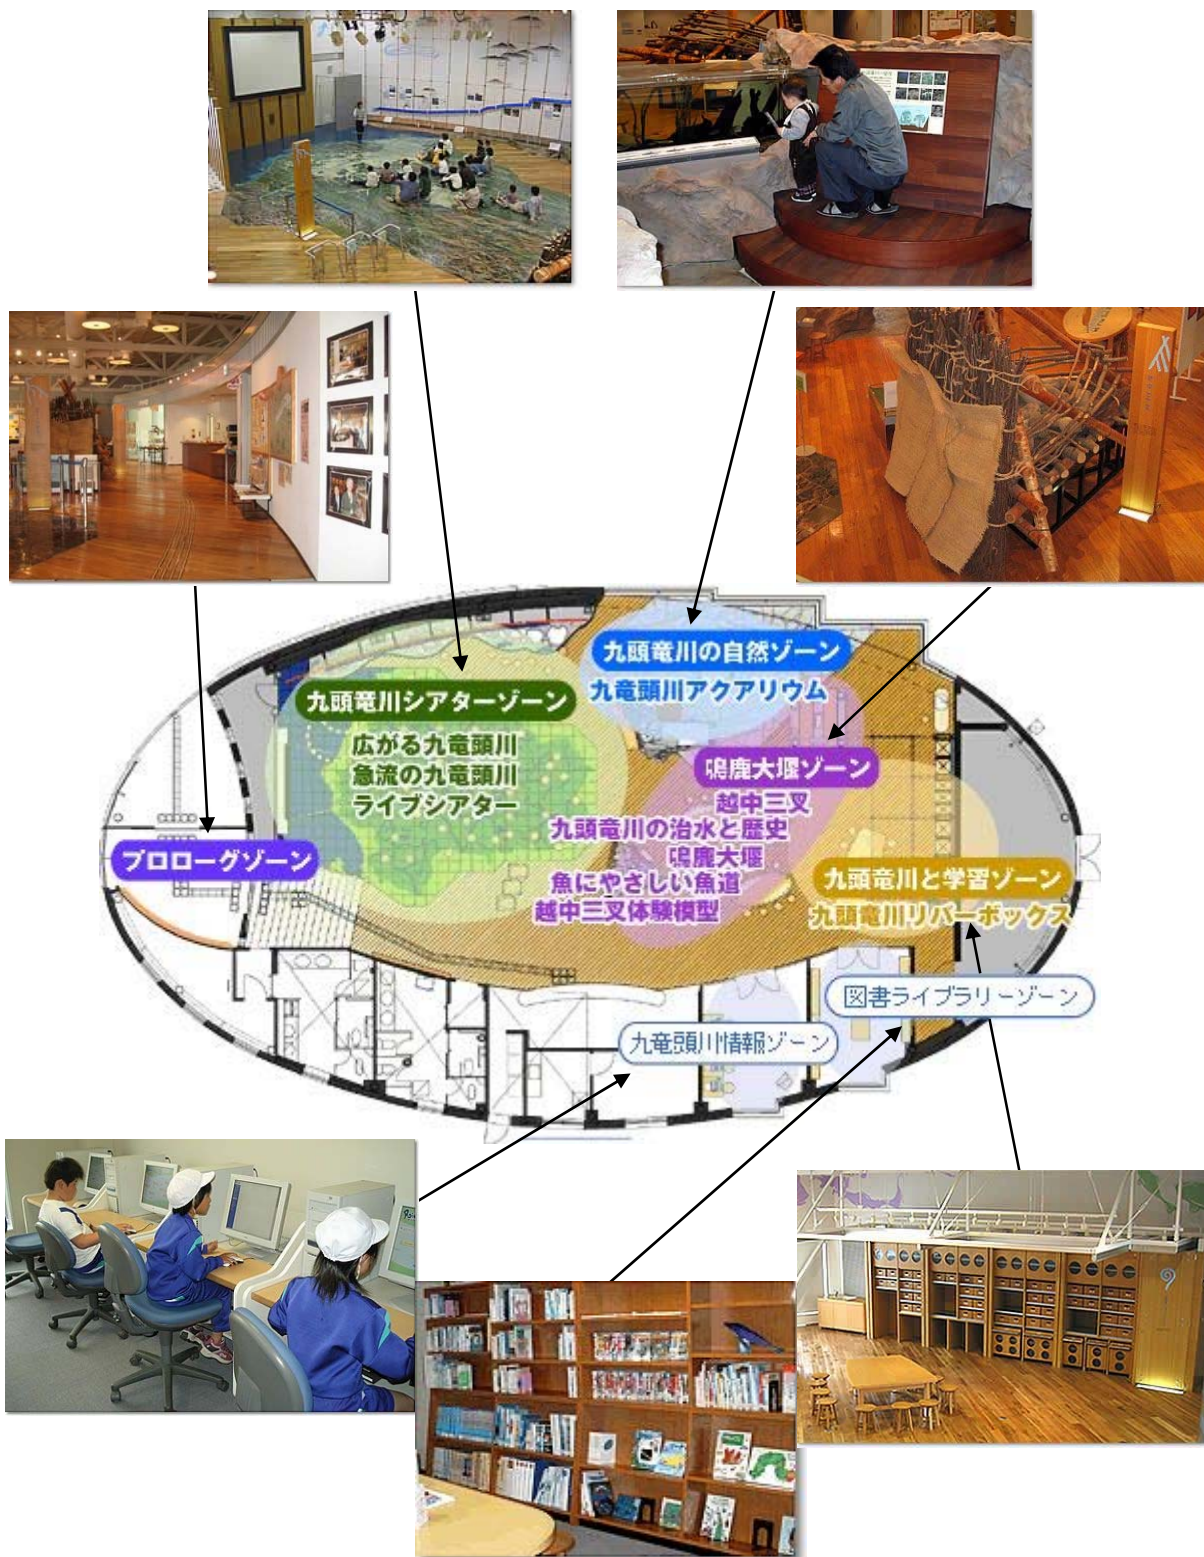 九頭竜川の自然ゾーン
九竜頭川アクアリウム
九頭竜川シアターゾーン
広がる九竜頭川
急流の九竜頭川
ライブシアター
鳴鹿大堰ゾーン
越中三叉
九頭竜川の治水と歴史
鳴鹿大堰
魚にやさしい魚道
越中三叉体験模型
プロローグゾーン
九頭竜川と学習ゾーン
九頭竜川リバーボックス
図書ライブラリーゾーン
九竜頭川情報ゾーン